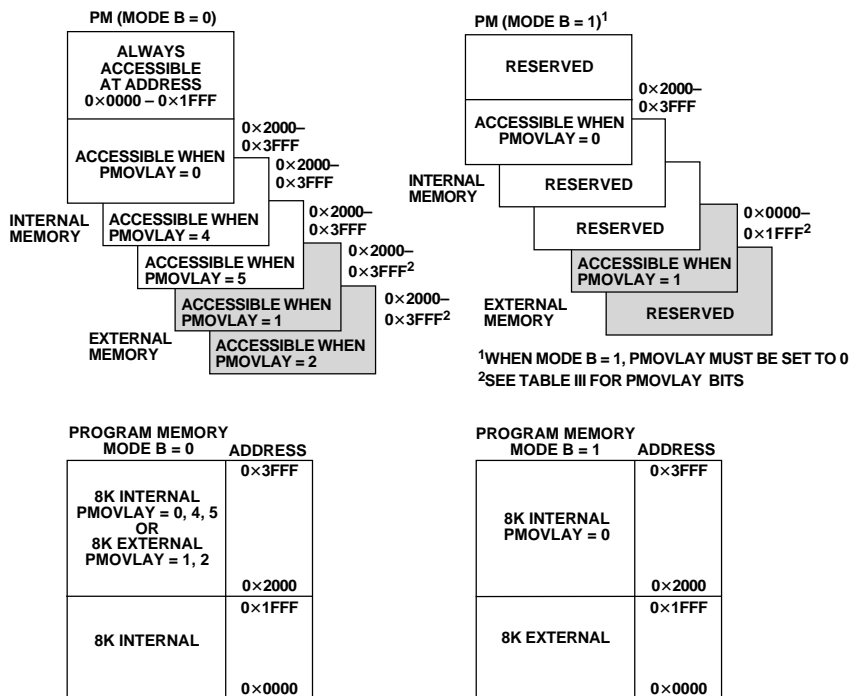 PM (MODE B = 0)
ALWAYS
ACCESSIBLE
AT ADDRESS
0×0000 – 0×1FFF
0×2000–
0×3FFF
ACCESSIBLE WHEN
PMOVLAY = 0
0×2000–
0×3FFF
INTERNAL
MEMORY
ACCESSIBLE WHEN
PMOVLAY = 4
0×2000–
0×3FFF
ACCESSIBLE WHEN
PMOVLAY = 5
0×2000–
0×3FFF²
ACCESSIBLE WHEN
PMOVLAY = 1
0×2000–
0×3FFF²
EXTERNAL
MEMORY
ACCESSIBLE WHEN
PMOVLAY = 2
PM (MODE B = 1)¹
RESERVED
0×2000–
0×3FFF
ACCESSIBLE WHEN
PMOVLAY = 0
INTERNAL
MEMORY
RESERVED
RESERVED
0×0000–
0×1FFF²
ACCESSIBLE WHEN
PMOVLAY = 1
EXTERNAL
MEMORY
RESERVED
¹WHEN MODE B = 1, PMOVLAY MUST BE SET TO 0
²SEE TABLE III FOR PMOVLAY BITS
PROGRAM MEMORY
MODE B = 0
ADDRESS
0×3FFF
8K INTERNAL
PMOVLAY = 0, 4, 5
OR
8K EXTERNAL
PMOVLAY = 1, 2
0×2000
0×1FFF
8K INTERNAL
0×0000
PROGRAM MEMORY
MODE B = 1
ADDRESS
0×3FFF
8K INTERNAL
PMOVLAY = 0
0×2000
0×1FFF
8K EXTERNAL
0×0000